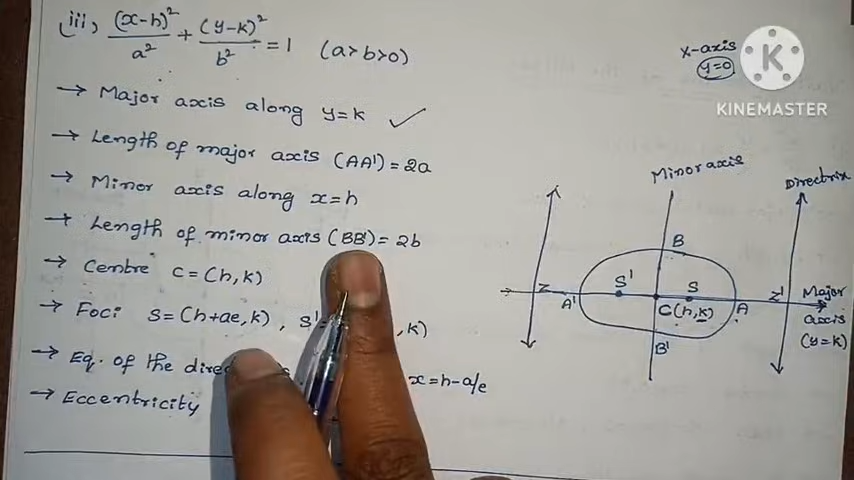 (iii) (x-h)²/a² + (y-k)²/b² = 1 (a>b>0)
→ Major axis along y=k ✓
→ Length of major axis (AA') = 2a
→ Minor axis along x=h
→ Length of minor axis (BB') = 2b
→ Centre C = (h,k)
→ Foci S=(h+ae,k), S' ,k)
→ Eq. of the x=h-a/e
→ Eccentricity
x-axis
y=0
K
KINEMASTER
Minor axis
Directrix
B
S' S
Z A' C(h,k) A Z'
B'
Major
axis
(y=k)